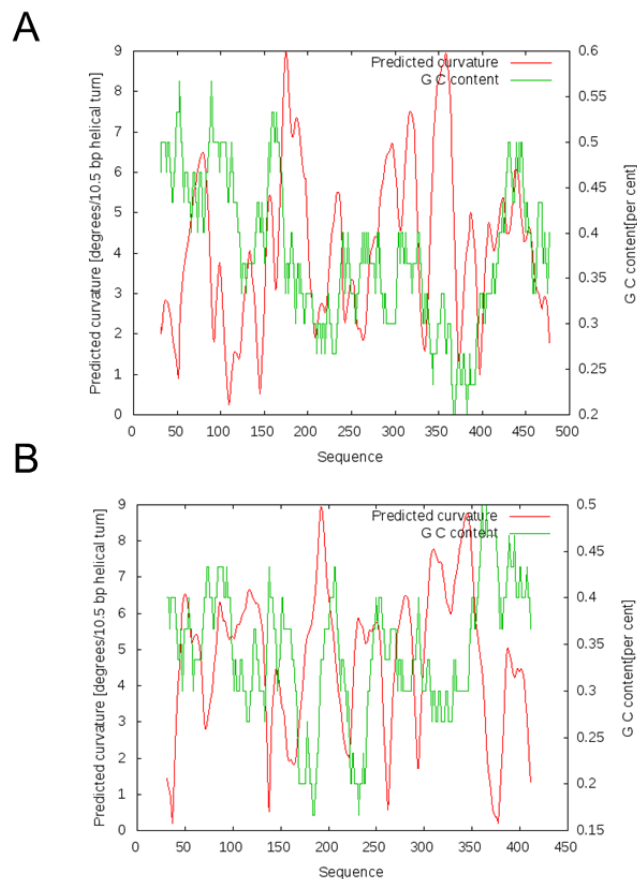 A
Predicted curvature [degrees/10.5 bp helical turn]
9
8
7
6
5
4
3
2
1
0
Predicted curvature
G C content
0.6
0.55
0.5
0.45
0.4
0.35
0.3
0.25
0.2
G C content[per cent]
0 50 100 150 200 250 300 350 400 450 500
Sequence
B
Predicted curvature [degrees/10.5 bp helical turn]
9
8
7
6
5
4
3
2
1
0
Predicted curvature
G C content
0.5
0.45
0.4
0.35
0.3
0.25
0.2
0.15
G C content[per cent]
0 50 100 150 200 250 300 350 400 450
Sequence